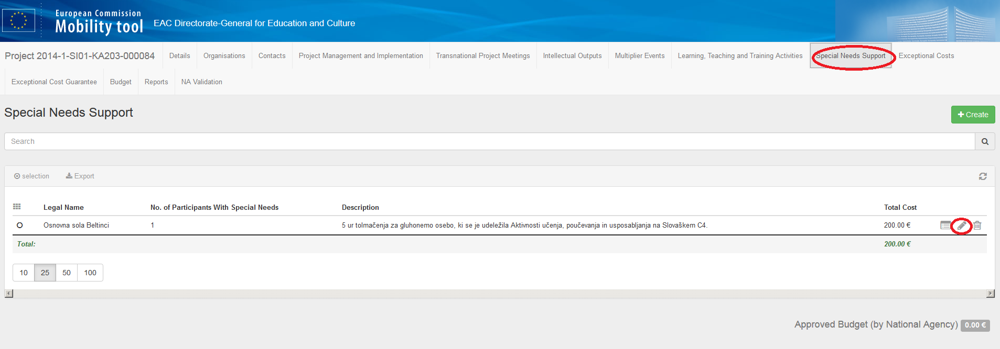 European Commission
Mobility tool
EAC Directorate-General for Education and Culture
Project 2014-1-SI01-KA203-000084 Details Organisations Contacts Project Management and Implementation Transnational Project Meetings Intellectual Outputs Multiplier Events Learning, Teaching and Training Activities Special Needs Support Exceptional Costs
Exceptional Cost Guarantee Budget Reports NA Validation
Special Needs Support
Create
Search
selection Export
Legal Name No. of Participants With Special Needs Description Total Cost
Osnovna sola Beltinci 1 5 ur tolmačenja za gluhonemo osebo, ki se je udeležila Aktivnosti učenja, poučevanja in usposabljanja na Slovaškem C4. 200.00 €
Total: 200.00 €
10 25 50 100
Approved Budget (by National Agency) 0.00 €